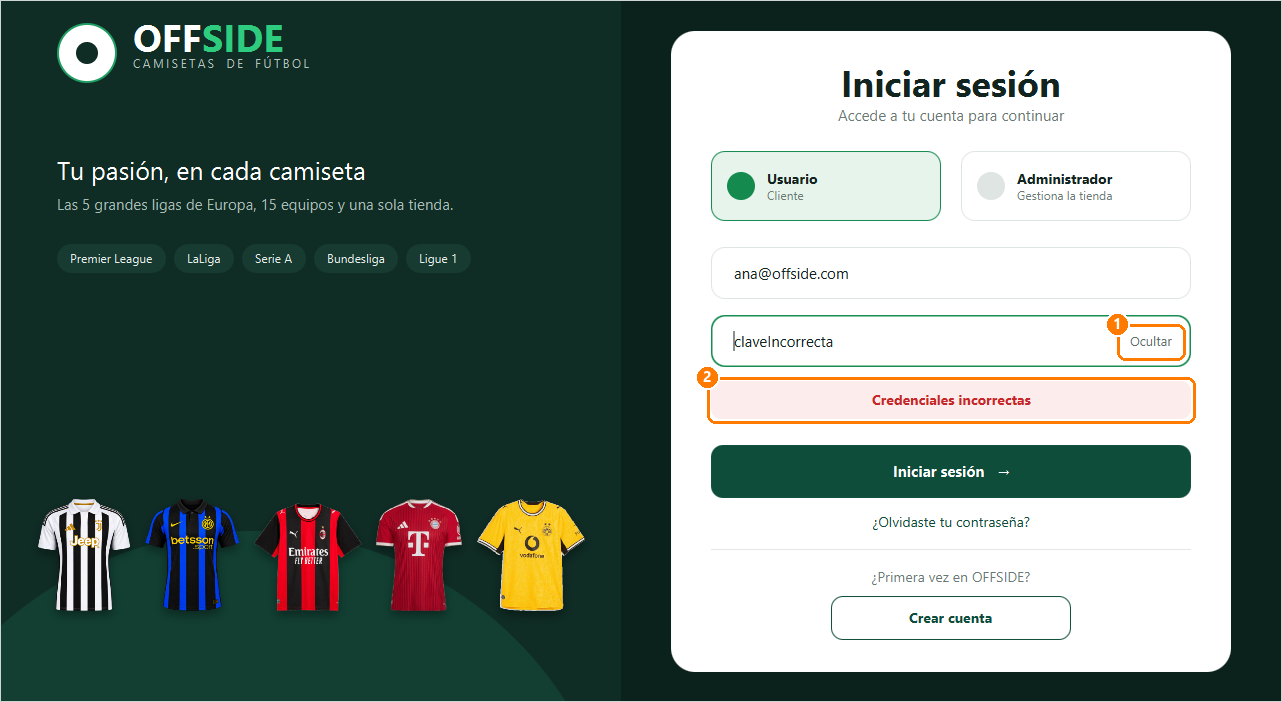 OFFSIDE
CAMISETAS DE FÚTBOL
Tu pasión, en cada camiseta
Las 5 grandes ligas de Europa, 15 equipos y una sola tienda.
Premier League
LaLiga
Serie A
Bundesliga
Ligue 1
Jeep
betsson
.sport
Emirates
FLY BETTER
T
vodafone
Iniciar sesión
Accede a tu cuenta para continuar
Usuario
Cliente
Administrador
Gestiona la tienda
ana@offside.com
claveIncorrecta
1
Ocultar
2
Credenciales incorrectas
Iniciar sesión →
¿Olvidaste tu contraseña?
¿Primera vez en OFFSIDE?
Crear cuenta